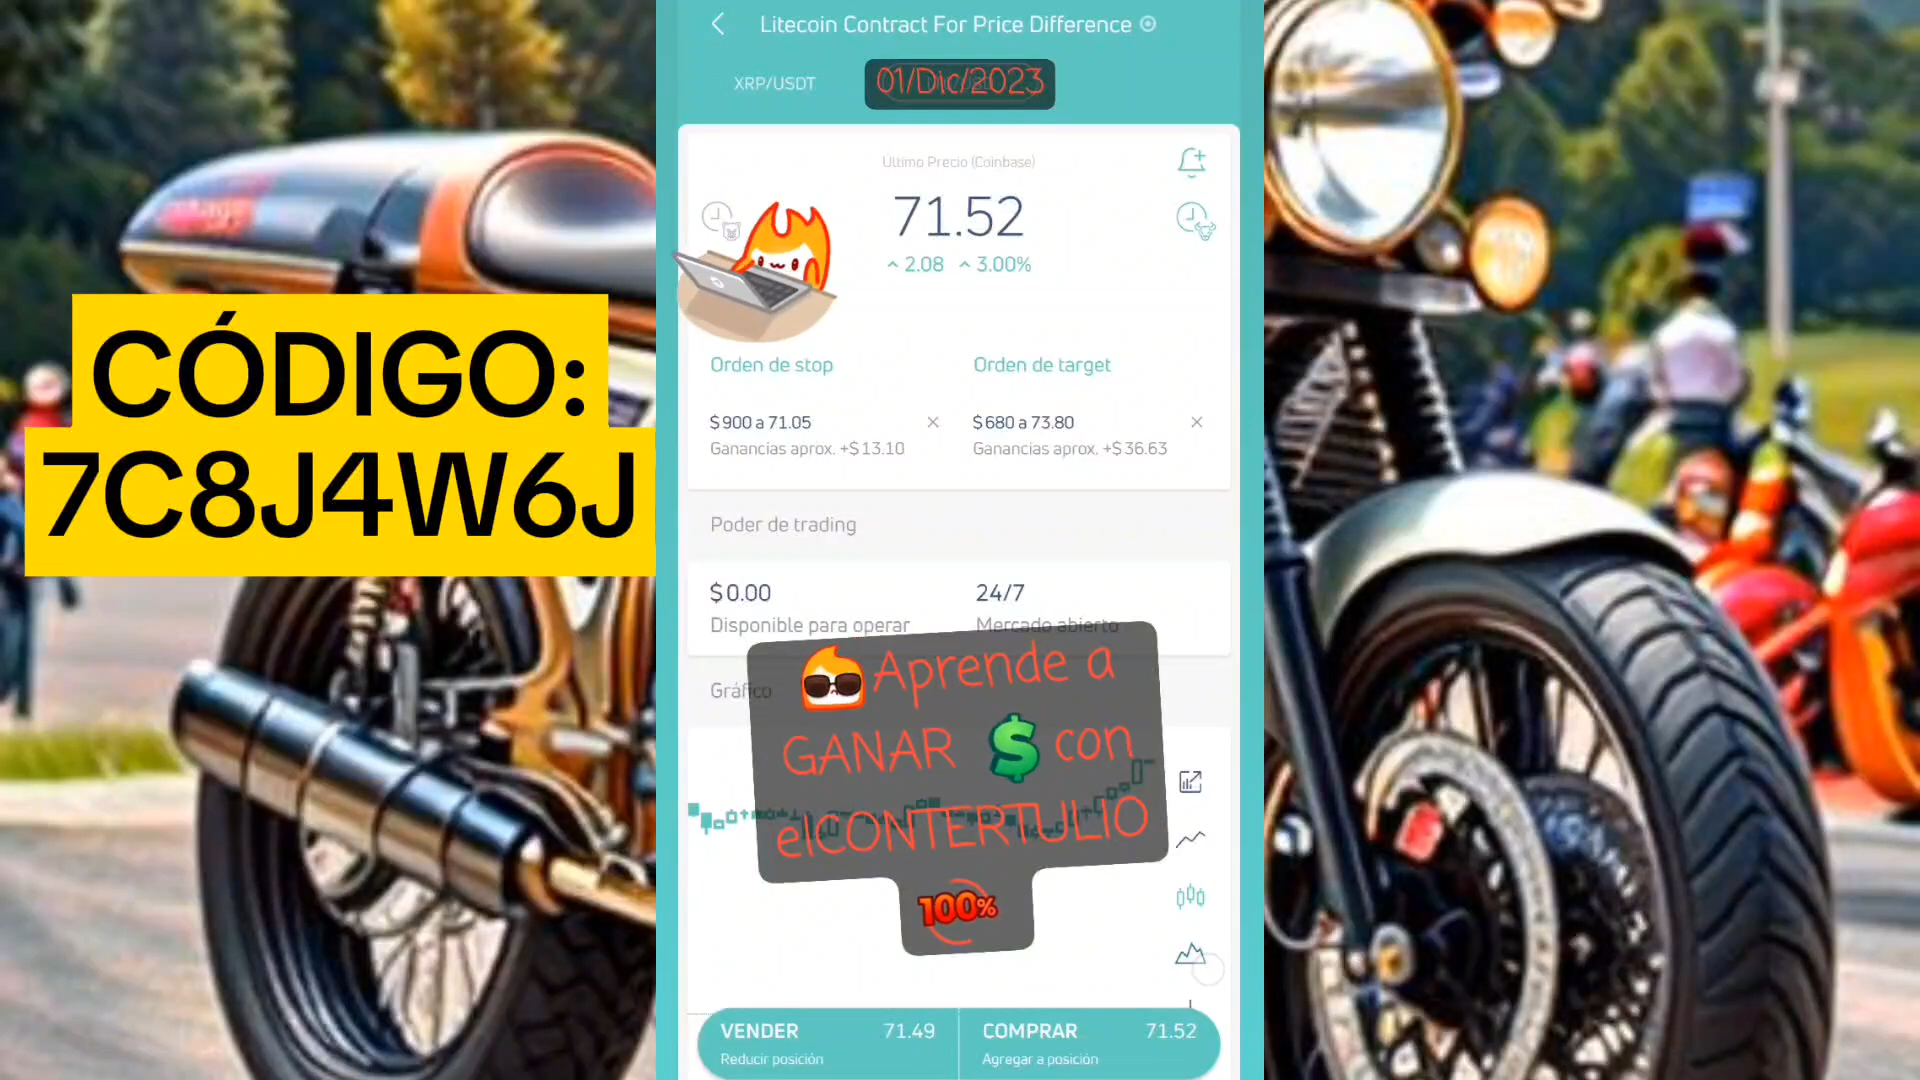 CÓDIGO:
7C8J4W6J
Litecoin Contract For Price Difference
XRP/USDT
01/Dic/2023
Último Precio (Coinbase)
71.52
2.08 3.00%
Orden de stop
Orden de target
$900 a 71.05
Ganancias aprox. +$13.10
$680 a 73.80
Ganancias aprox. +$36.63
Poder de trading
$0.00
Disponible para operar
24/7
Mercado abierto
Gráfico
Aprende a
GANAR $ con
elCONTERTULIO
100%
VENDER 71.49
Reducir posición
COMPRAR 71.52
Agregar a posición